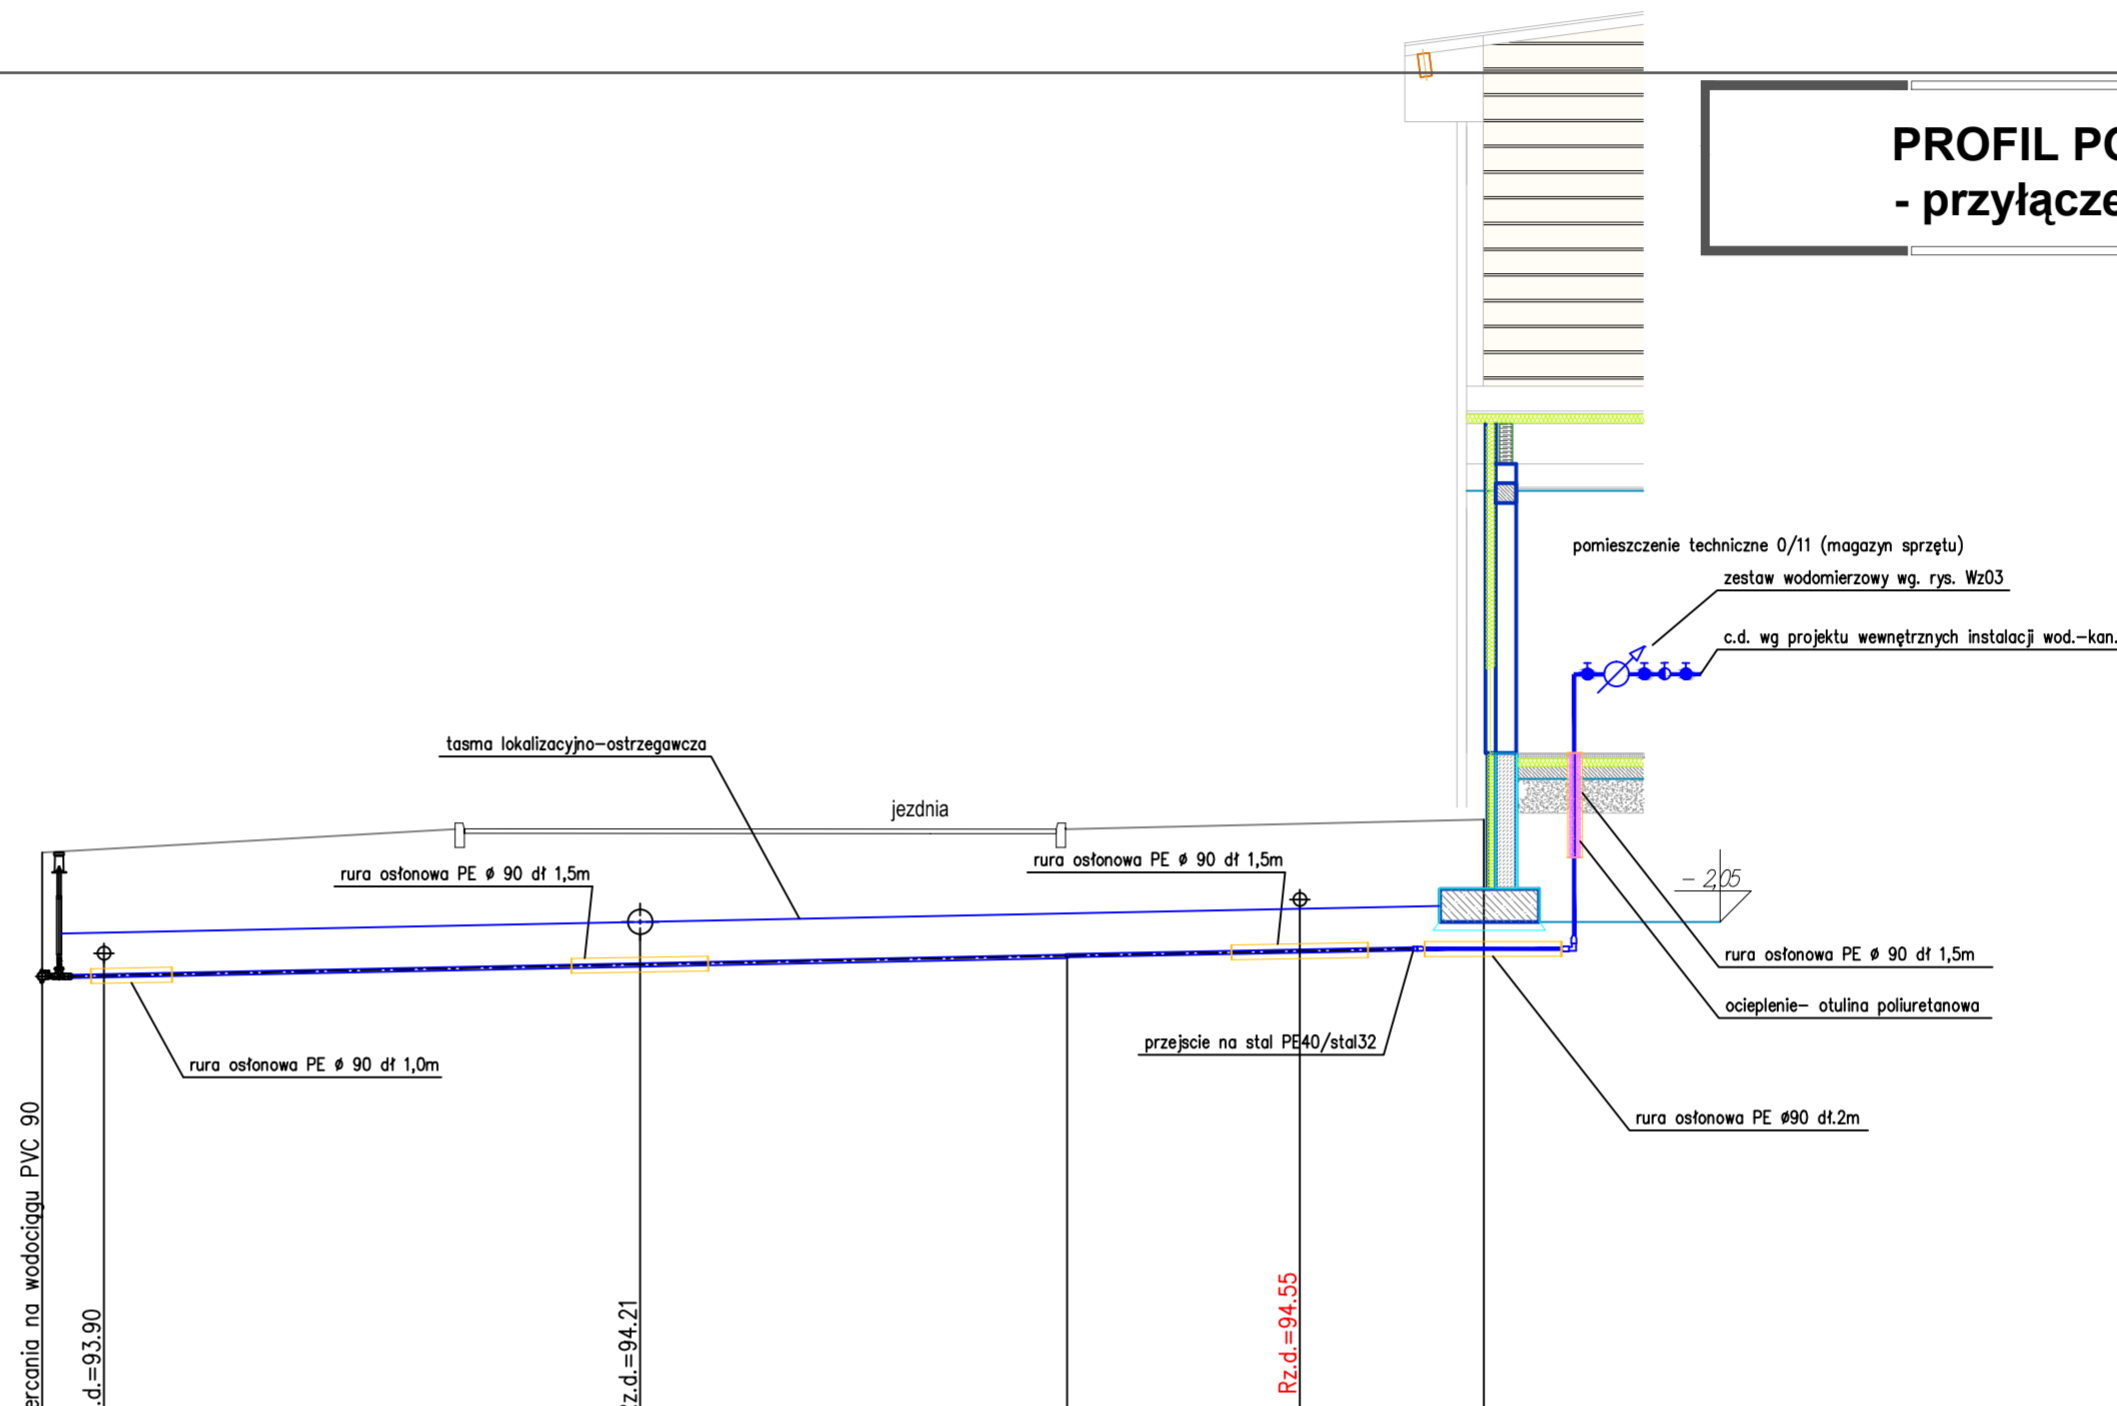 PROFIL PO
- przyłącze
pomieszczenie techniczne 0/11 (magazyn sprzętu)
zestaw wodomierzowy wg. rys. Wz03
c.d. wg projektu wewnętrznych instalacji wod.-kan.
tasma lokalizacyjno-ostrzegawcza
jezdnia
rura osłonowa PE ø 90 dł 1,5m
rura osłonowa PE ø 90 dł 1,5m
- 2,05
rura osłonowa PE ø 90 dł 1,5m
ocieplenie- otulina poliuretanowa
przejscie na stal PE40/stal32
rura osłonowa PE ø 90 dł 1,0m
rura osłonowa PE ø90 dł.2m
ercania na wodociągu PVC 90
.d.=93.90
Rz.d.=94.21
Rz.d.=94.55